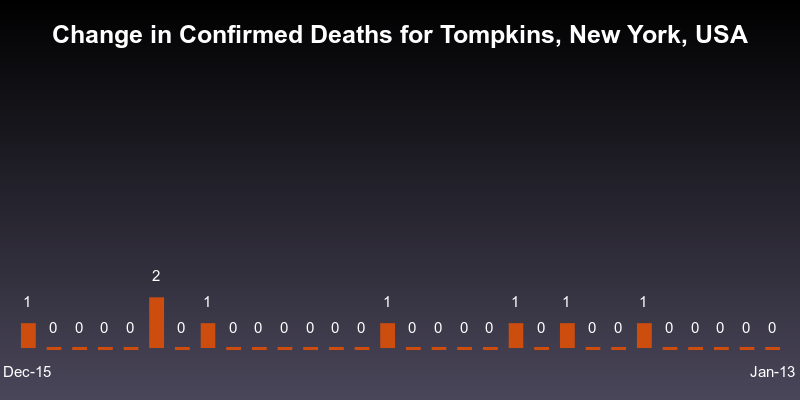 Change in Confirmed Deaths for Tompkins, New York, USA
1 0 0 0 0 2 0 1 0 0 0 0 0 0 1 0 0 0 0 1 0 1 0 0 1 0 0 0 0 0
Dec-15 Jan-13